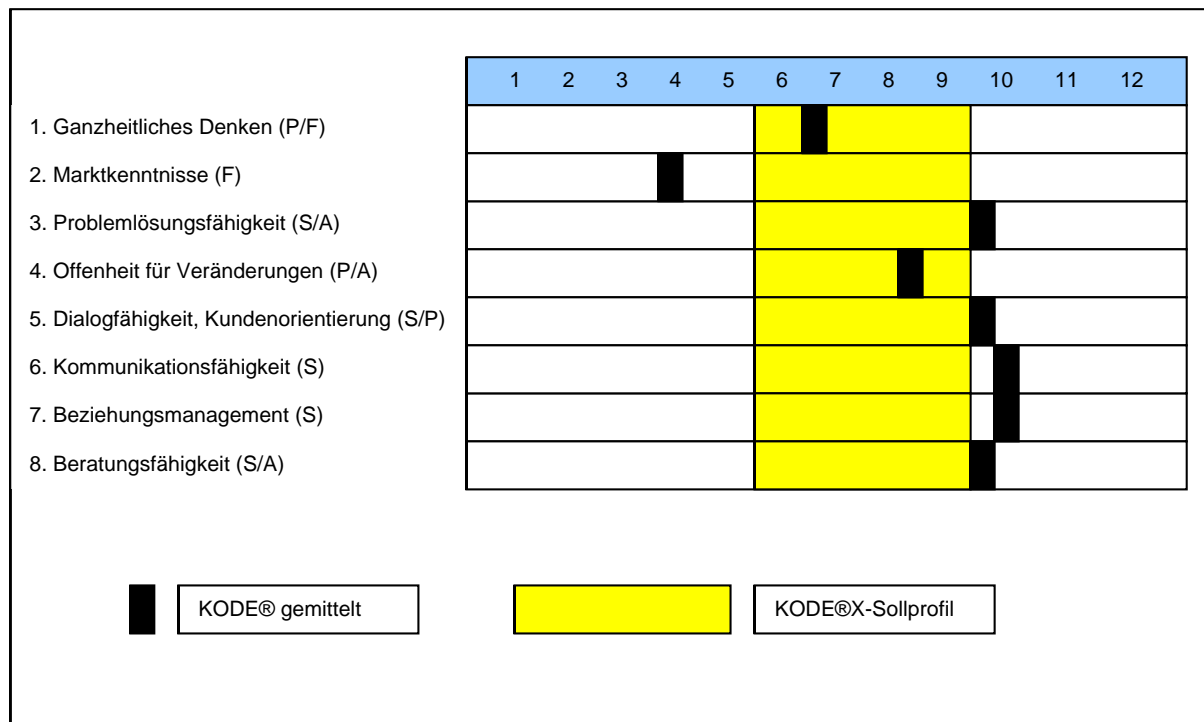 1 2 3 4 5 6 7 8 9 10 11 12
1. Ganzheitliches Denken (P/F)
2. Marktkenntnisse (F)
3. Problemlösungsfähigkeit (S/A)
4. Offenheit für Veränderungen (P/A)
5. Dialogfähigkeit, Kundenorientierung (S/P)
6. Kommunikationsfähigkeit (S)
7. Beziehungsmanagement (S)
8. Beratungsfähigkeit (S/A)
KODE® gemittelt
KODE®X-Sollprofil